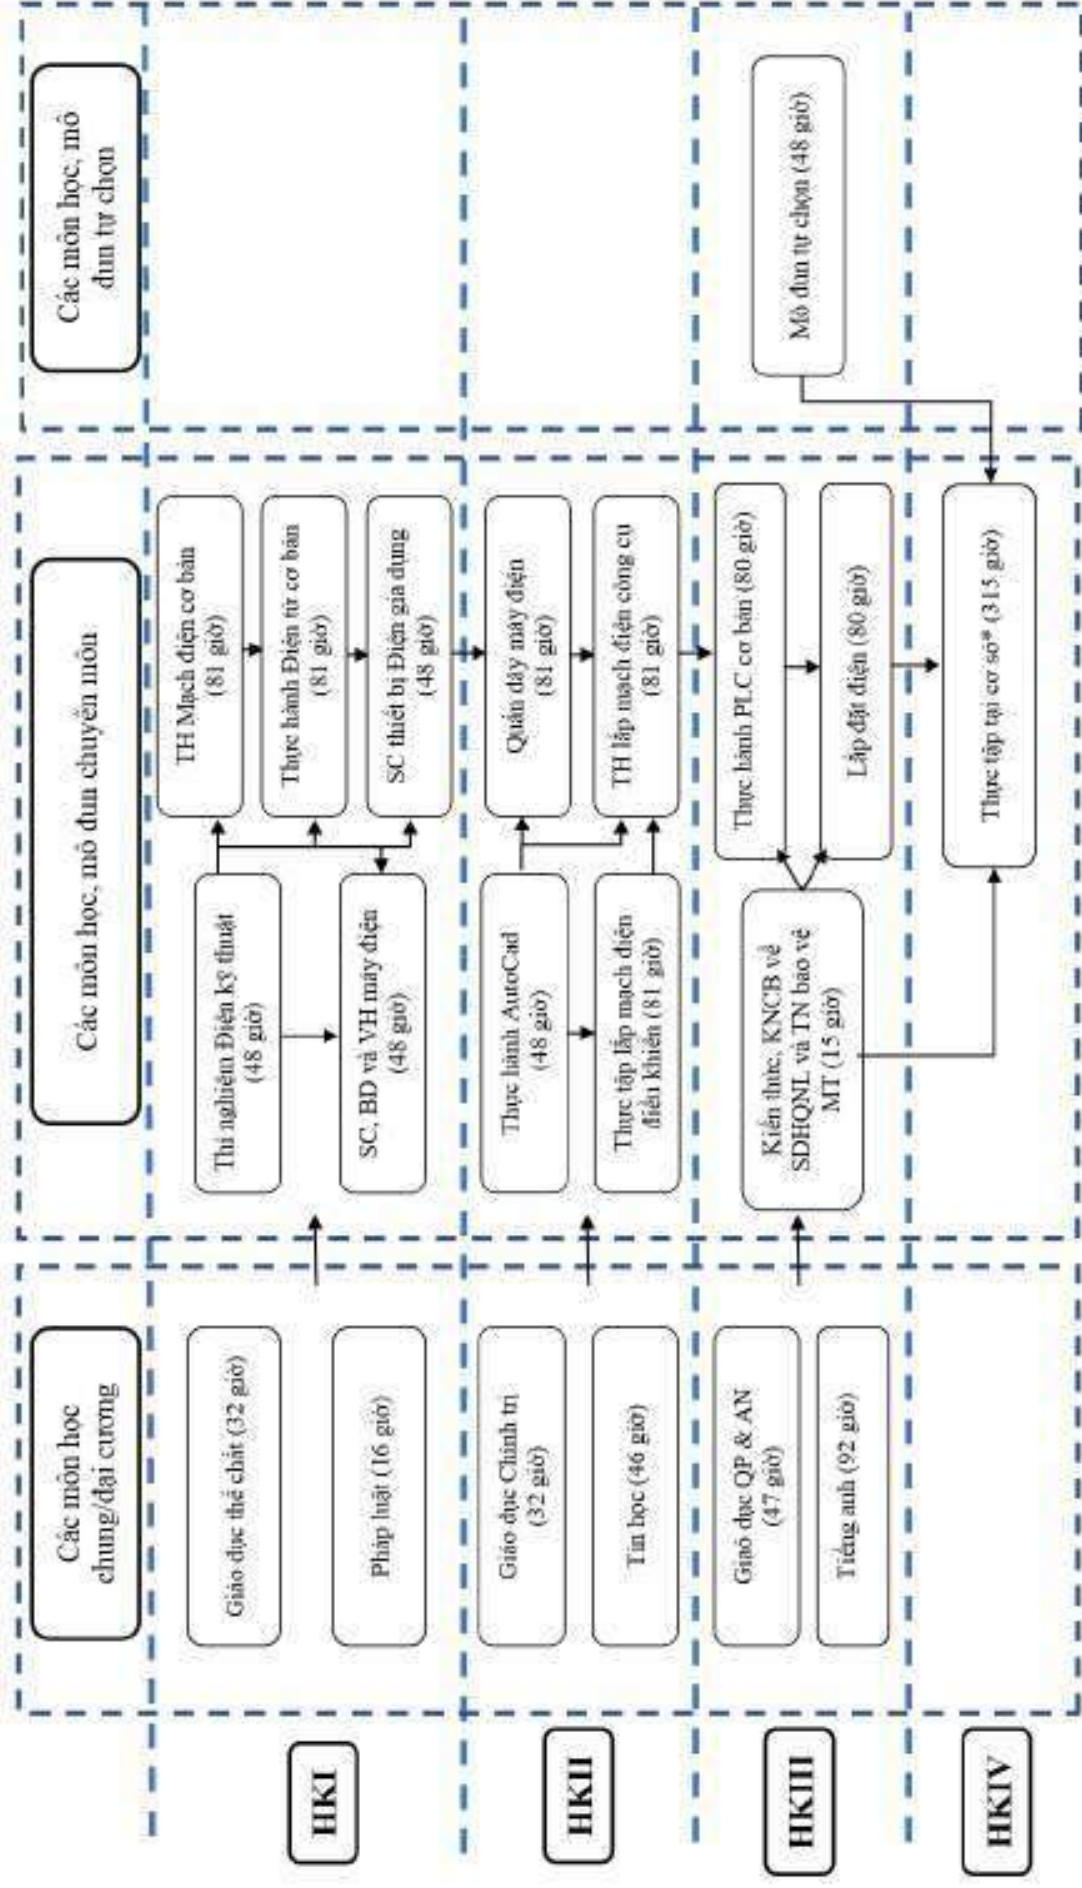 Các môn học
chung/đại cương
Các môn học, mô đun chuyên môn
Các môn học, mô
đun tự chọn
HKI
Giáo dục thể chất (32 giờ)
Pháp luật (16 giờ)
Thí nghiệm Điện kỹ thuật
(48 giờ)
SC, BD và VH máy điện
(48 giờ)
TH Mạch điện cơ bản
(81 giờ)
Thực hành Điện tử cơ bản
(81 giờ)
SC thiết bị Điện gia dụng
(48 giờ)
HKII
Giáo dục Chính trị
(32 giờ)
Tin học (46 giờ)
Thực hành AutoCad
(48 giờ)
Thực tập lắp mạch điện
điều khiển (81 giờ)
Quấn dây máy điện
(81 giờ)
TH lắp mạch điện công cụ
(81 giờ)
HKIII
Giáo dục QP & AN
(47 giờ)
Tiếng anh (92 giờ)
Kiến thức, KNCB về
SDHQNL và TN bảo vệ
MT (15 giờ)
Thực hành PLC cơ bản (80 giờ)
Lắp đặt điện (80 giờ)
Mô đun tự chọn (48 giờ)
HKIV
Thực tập tại cơ sở* (315 giờ)